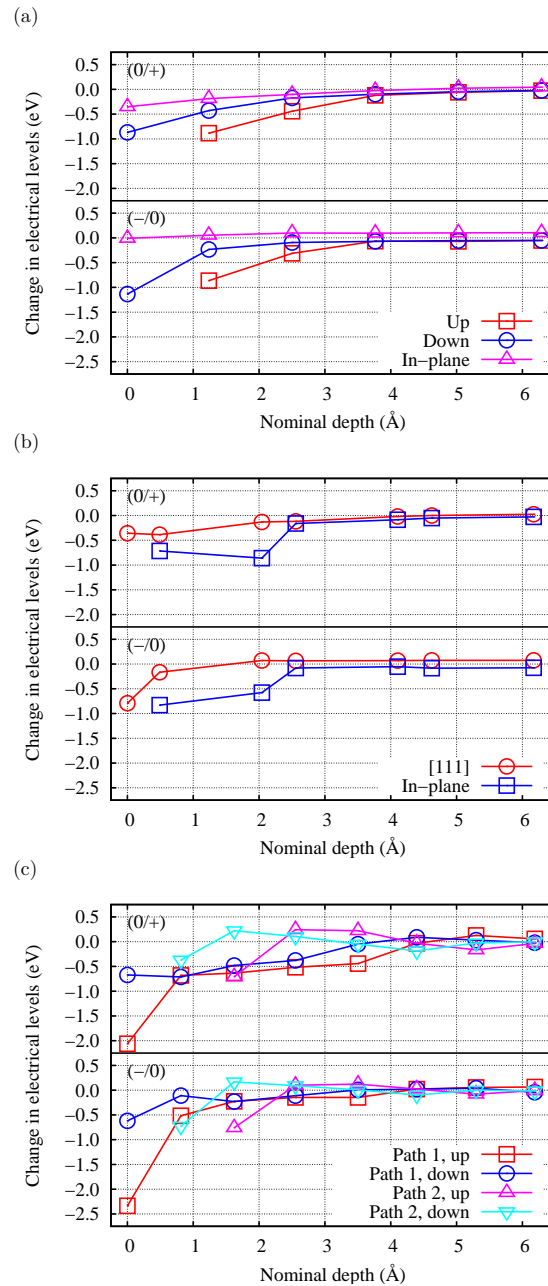 (a)
Change in electrical levels (eV)
0.5
(0/+)
0.0
−0.5
−1.0
−1.5
−2.0
0.5
(−/0)
0.0
−0.5
−1.0
−1.5
−2.0
−2.5
Up
Down
In−plane
0 1 2 3 4 5 6
Nominal depth (Å)
(b)
Change in electrical levels (eV)
0.5
(0/+)
0.0
−0.5
−1.0
−1.5
−2.0
0.5
(−/0)
0.0
−0.5
−1.0
−1.5
−2.0
−2.5
[111]
In−plane
0 1 2 3 4 5 6
Nominal depth (Å)
(c)
Change in electrical levels (eV)
0.5
(0/+)
0.0
−0.5
−1.0
−1.5
−2.0
0.5
(−/0)
0.0
−0.5
−1.0
−1.5
−2.0
−2.5
Path 1, up
Path 1, down
Path 2, up
Path 2, down
0 1 2 3 4 5 6
Nominal depth (Å)